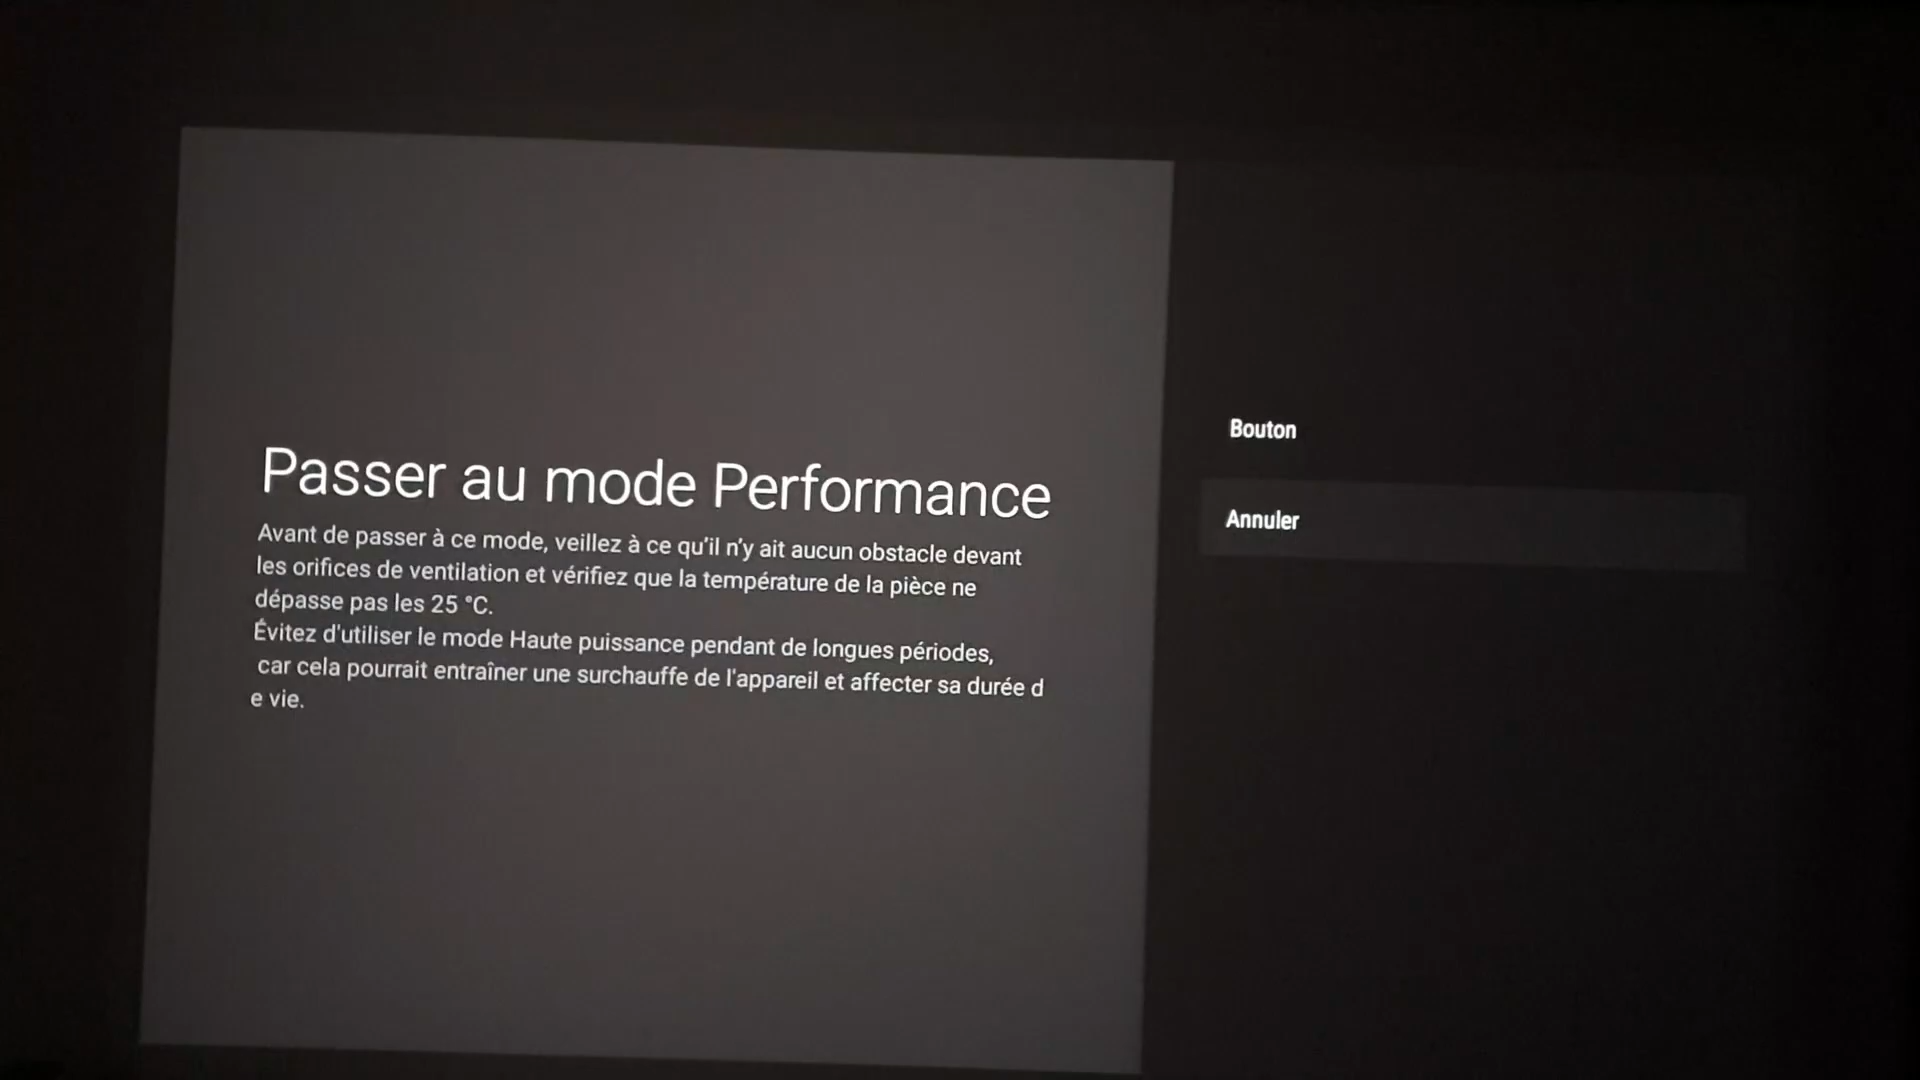 Passer au mode Performance
Avant de passer à ce mode, veillez à ce qu'il n'y ait aucun obstacle devant
les orifices de ventilation et vérifiez que la température de la pièce ne
dépasse pas les 25 °C.
Évitez d'utiliser le mode Haute puissance pendant de longues périodes,
car cela pourrait entraîner une surchauffe de l'appareil et affecter sa durée d
e vie.
Bouton
Annuler